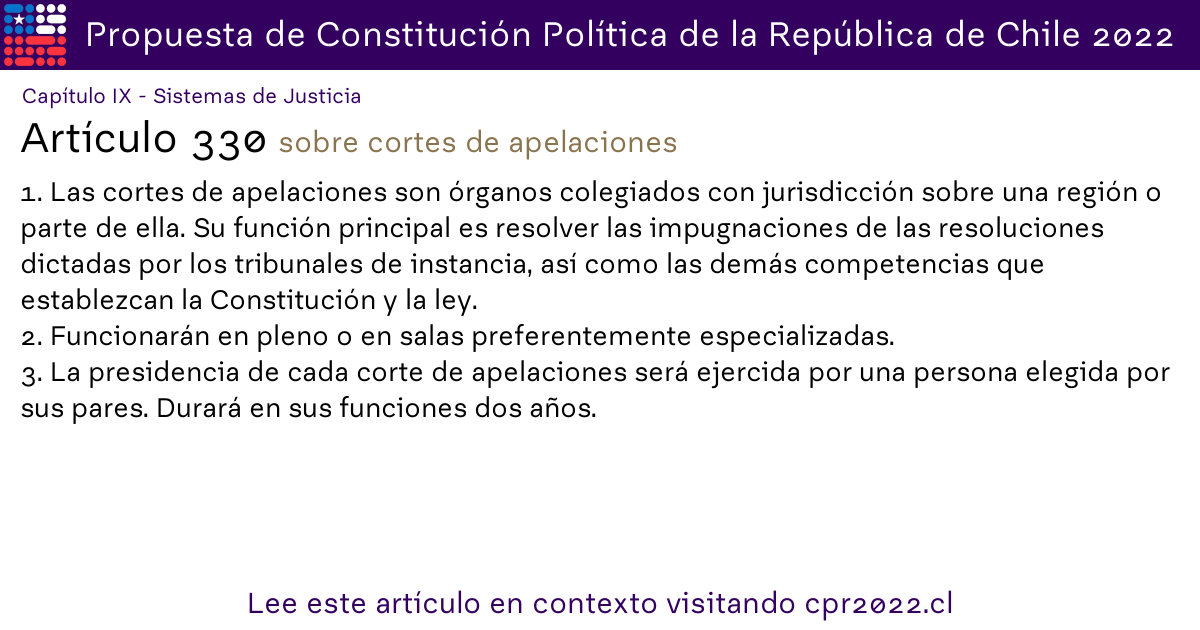 Propuesta de Constitución Política de la República de Chile 2022
Capítulo IX - Sistemas de Justicia
Artículo 330 sobre cortes de apelaciones
1. Las cortes de apelaciones son órganos colegiados con jurisdicción sobre una región o
parte de ella. Su función principal es resolver las impugnaciones de las resoluciones
dictadas por los tribunales de instancia, así como las demás competencias que
establezcan la Constitución y la ley.
2. Funcionarán en pleno o en salas preferentemente especializadas.
3. La presidencia de cada corte de apelaciones será ejercida por una persona elegida por
sus pares. Durará en sus funciones dos años.
Lee este artículo en contexto visitando cpr2022.cl